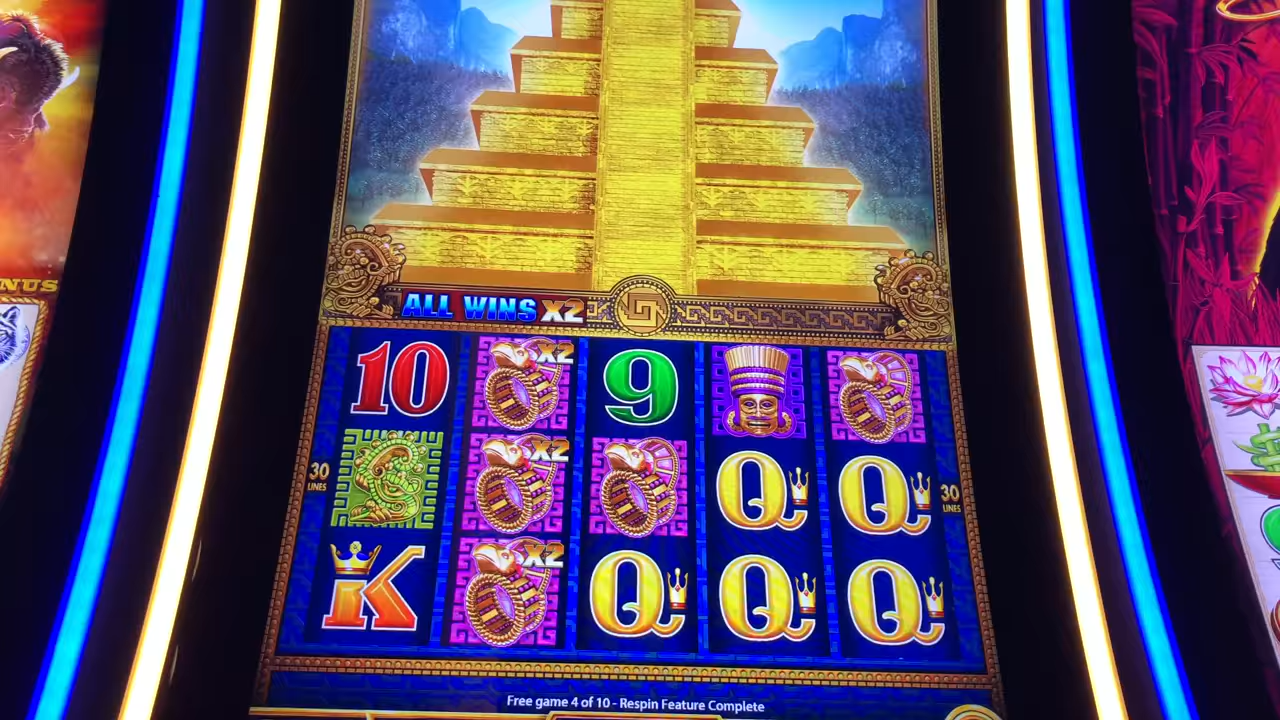 NUS
ALL WINS X2
10 X2 9
30 LINES
X2 Q Q
30 LINES
K X2 Q Q Q
Free game 4 of 10 - Respin Feature Complete